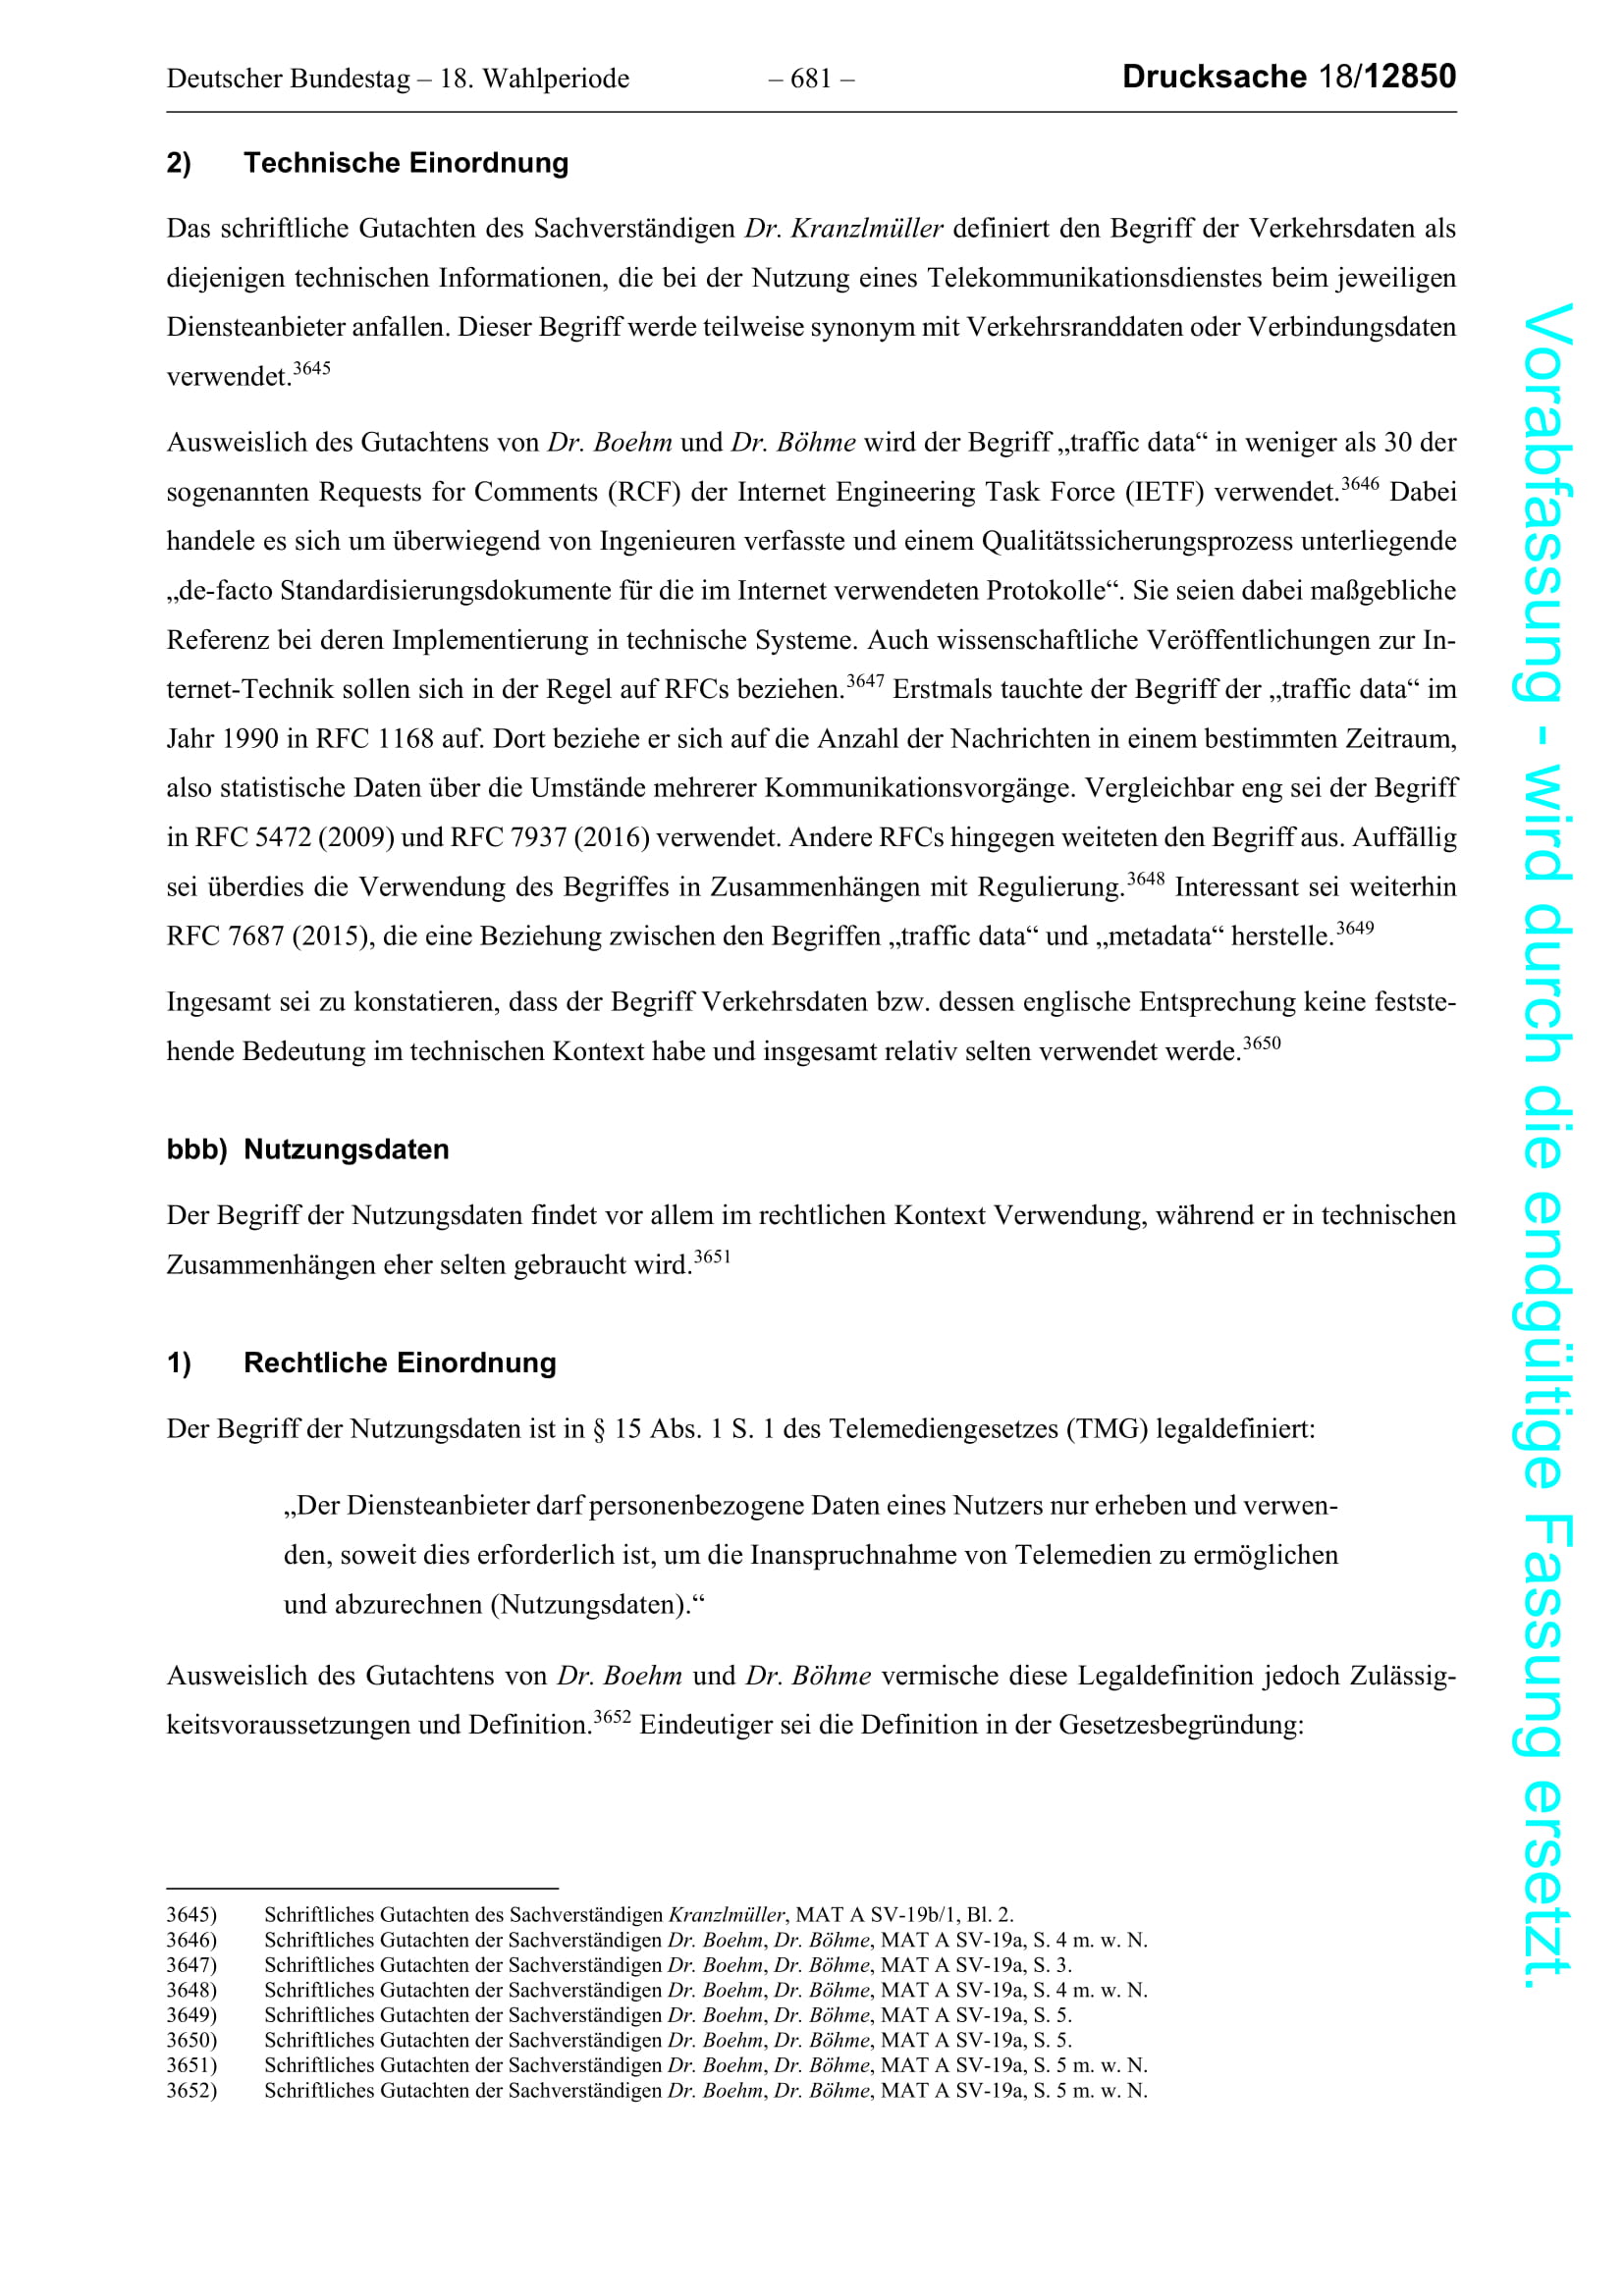 Deutscher Bundestag – 18. Wahlperiode – 681 – Drucksache 18/12850
2) Technische Einordnung
Das schriftliche Gutachten des Sachverständigen Dr. Kranzlmüller definiert den Begriff der Verkehrsdaten als
diejenigen technischen Informationen, die bei der Nutzung eines Telekommunikationsdienstes beim jeweiligen
Diensteanbieter anfallen. Dieser Begriff werde teilweise synonym mit Verkehrsranddaten oder Verbindungsdaten
verwendet.3645
Ausweislich des Gutachtens von Dr. Boehm und Dr. Böhme wird der Begriff „traffic data“ in weniger als 30 der
sogenannten Requests for Comments (RCF) der Internet Engineering Task Force (IETF) verwendet.3646 Dabei
handele es sich um überwiegend von Ingenieuren verfasste und einem Qualitätssicherungsprozess unterliegende
„de-facto Standardisierungsdokumente für die im Internet verwendeten Protokolle“. Sie seien dabei maßgebliche
Referenz bei deren Implementierung in technische Systeme. Auch wissenschaftliche Veröffentlichungen zur In-
ternet-Technik sollen sich in der Regel auf RFCs beziehen.3647 Erstmals tauchte der Begriff der „traffic data“ im
Jahr 1990 in RFC 1168 auf. Dort beziehe er sich auf die Anzahl der Nachrichten in einem bestimmten Zeitraum,
also statistische Daten über die Umstände mehrerer Kommunikationsvorgänge. Vergleichbar eng sei der Begriff
in RFC 5472 (2009) und RFC 7937 (2016) verwendet. Andere RFCs hingegen weiteten den Begriff aus. Auffällig
sei überdies die Verwendung des Begriffes in Zusammenhängen mit Regulierung.3648 Interessant sei weiterhin
RFC 7687 (2015), die eine Beziehung zwischen den Begriffen „traffic data“ und „metadata“ herstelle.3649
Ingesamt sei zu konstatieren, dass der Begriff Verkehrsdaten bzw. dessen englische Entsprechung keine festste-
hende Bedeutung im technischen Kontext habe und insgesamt relativ selten verwendet werde.3650
bbb) Nutzungsdaten
Der Begriff der Nutzungsdaten findet vor allem im rechtlichen Kontext Verwendung, während er in technischen
Zusammenhängen eher selten gebraucht wird.3651
1) Rechtliche Einordnung
Der Begriff der Nutzungsdaten ist in § 15 Abs. 1 S. 1 des Telemediengesetzes (TMG) legaldefiniert:
„Der Diensteanbieter darf personenbezogene Daten eines Nutzers nur erheben und verwen-
den, soweit dies erforderlich ist, um die Inanspruchnahme von Telemedien zu ermöglichen
und abzurechnen (Nutzungsdaten).“
Ausweislich des Gutachtens von Dr. Boehm und Dr. Böhme vermische diese Legaldefinition jedoch Zulässig-
keitsvoraussetzungen und Definition.3652 Eindeutiger sei die Definition in der Gesetzesbegründung:
3645) Schriftliches Gutachten des Sachverständigen Kranzlmüller, MAT A SV-19b/1, Bl. 2.
3646) Schriftliches Gutachten der Sachverständigen Dr. Boehm, Dr. Böhme, MAT A SV-19a, S. 4 m. w. N.
3647) Schriftliches Gutachten der Sachverständigen Dr. Boehm, Dr. Böhme, MAT A SV-19a, S. 3.
3648) Schriftliches Gutachten der Sachverständigen Dr. Boehm, Dr. Böhme, MAT A SV-19a, S. 4 m. w. N.
3649) Schriftliches Gutachten der Sachverständigen Dr. Boehm, Dr. Böhme, MAT A SV-19a, S. 5.
3650) Schriftliches Gutachten der Sachverständigen Dr. Boehm, Dr. Böhme, MAT A SV-19a, S. 5.
3651) Schriftliches Gutachten der Sachverständigen Dr. Boehm, Dr. Böhme, MAT A SV-19a, S. 5 m. w. N.
3652) Schriftliches Gutachten der Sachverständigen Dr. Boehm, Dr. Böhme, MAT A SV-19a, S. 5 m. w. N.
Vorabfassung - wird durch die endgültige Fassung ersetzt.